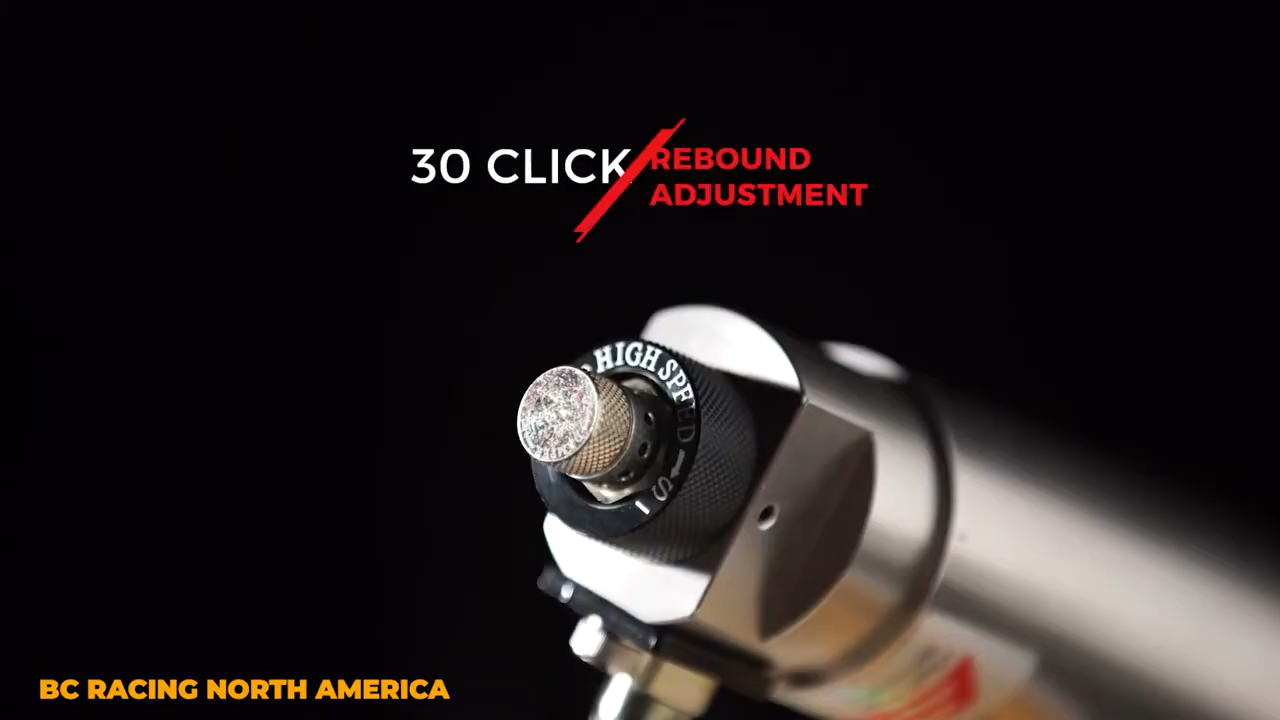 30 CLICK
REBOUND
ADJUSTMENT
HIGH SPEED
S
BC RACING NORTH AMERICA